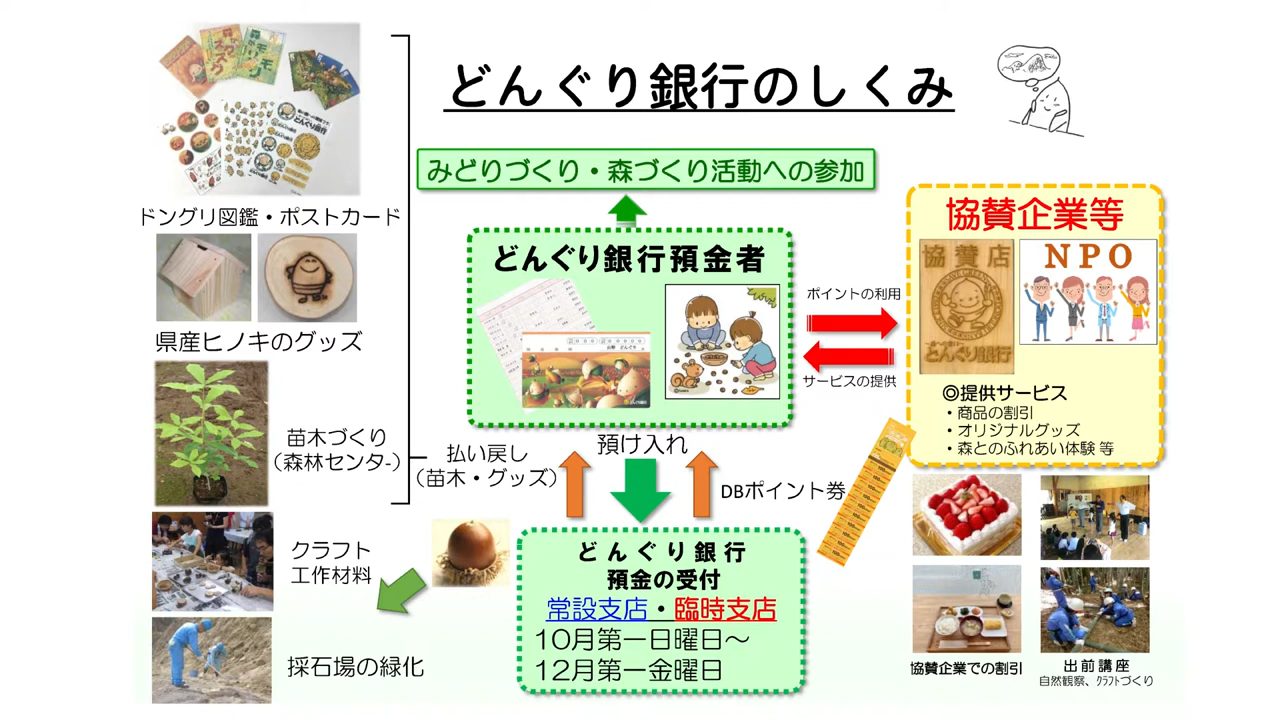 どんぐり銀行のしくみ
みどりづくり・森づくり活動への参加
ドングリ図鑑・ポストカード
県産ヒノキのグッズ
苗木づくり
（森林センタ-）
クラフト
工作材料
採石場の緑化
どんぐり銀行預金者
払い戻し
（苗木・グッズ）
預け入れ
DBポイント券
どんぐり銀行
預金の受付
常設支店・臨時支店
10月第一日曜日～
12月第一金曜日
ポイントの利用
サービスの提供
協賛企業等
協賛店
どんぐり銀行
NPO
◎提供サービス
・商品の割引
・オリジナルグッズ
・森とのふれあい体験 等
協賛企業での割引
出前講座
自然観察、ｸﾗﾌﾄづくり